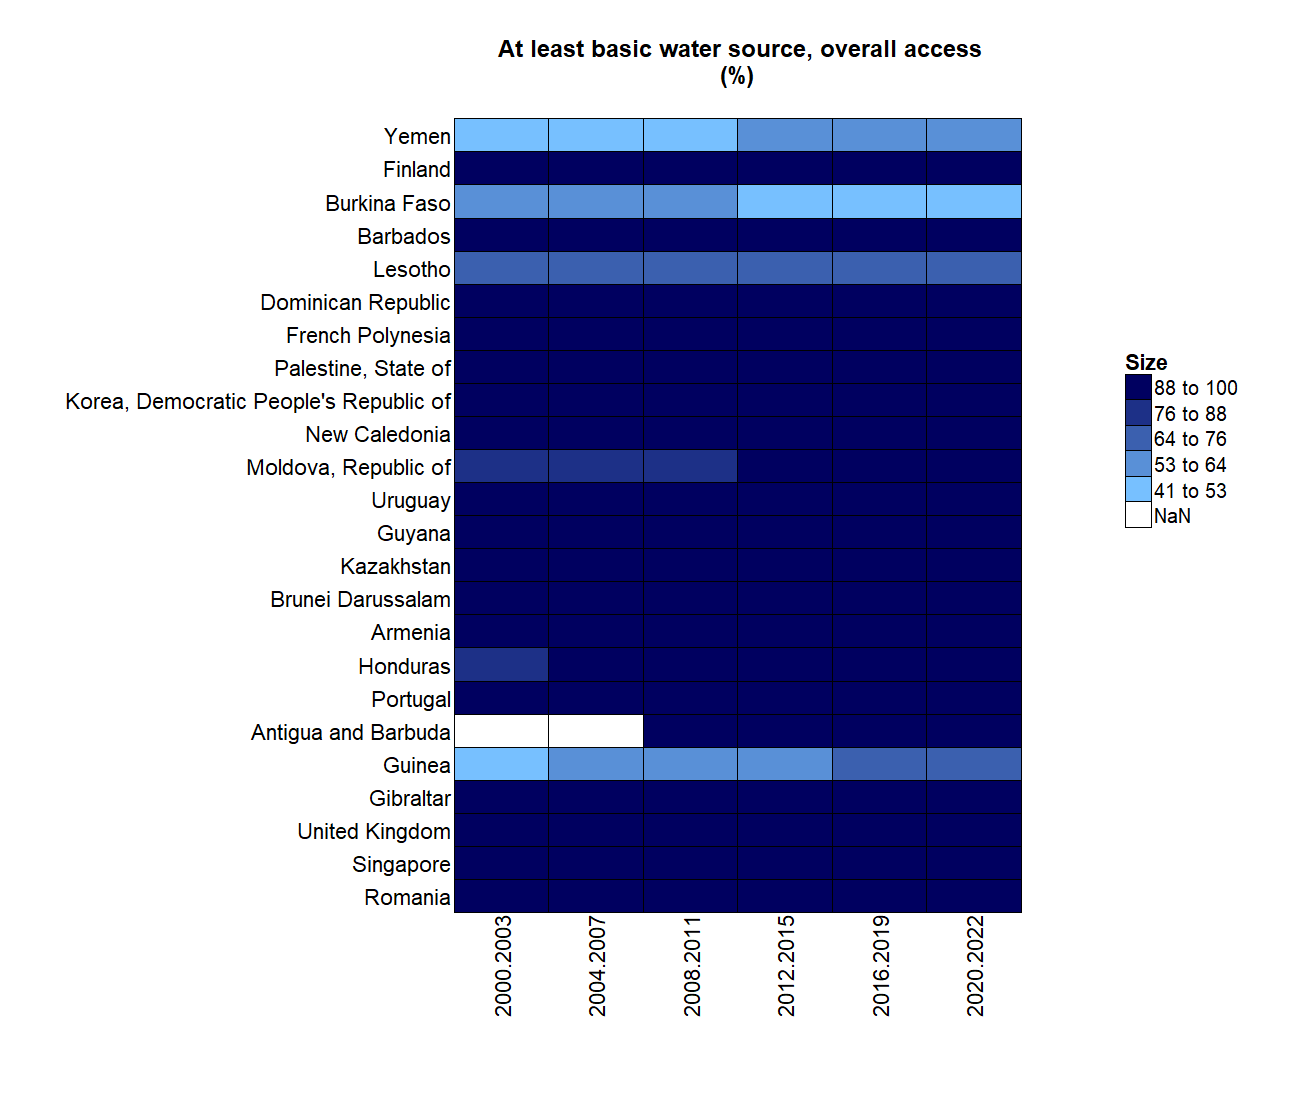 At least basic water source, overall access
(%)
Yemen
Finland
Burkina Faso
Barbados
Lesotho
Dominican Republic
French Polynesia
Palestine, State of
Korea, Democratic People's Republic of
New Caledonia
Moldova, Republic of
Uruguay
Guyana
Kazakhstan
Brunei Darussalam
Armenia
Honduras
Portugal
Antigua and Barbuda
Guinea
Gibraltar
United Kingdom
Singapore
Romania
2000.2003
2004.2007
2008.2011
2012.2015
2016.2019
2020.2022
Size
88 to 100
76 to 88
64 to 76
53 to 64
41 to 53
NaN